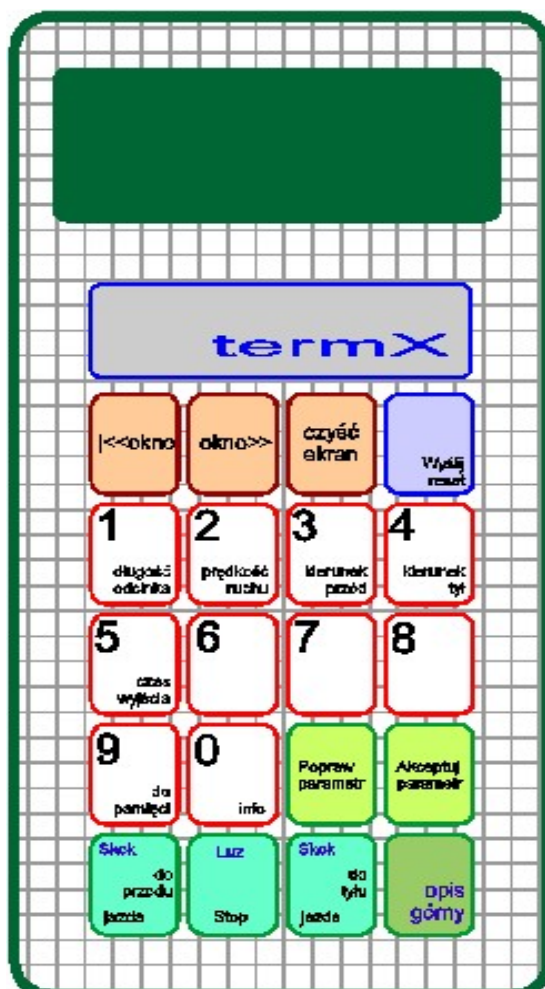 termX
|<<okno
okno>>
czyść
ekran
Wyślij
reset
1
długość
odcinka
2
prędkość
ruchu
3
kierunek
przód
4
kierunek
tył
5
czas
wyjścia
6
7
8
9
do
pamięci
0
info
Popraw
parametr
Akceptuj
parametr
Skok
do
przodu
jazda
Luz
Stop
Skok
do
tyłu
jazda
opis
górny